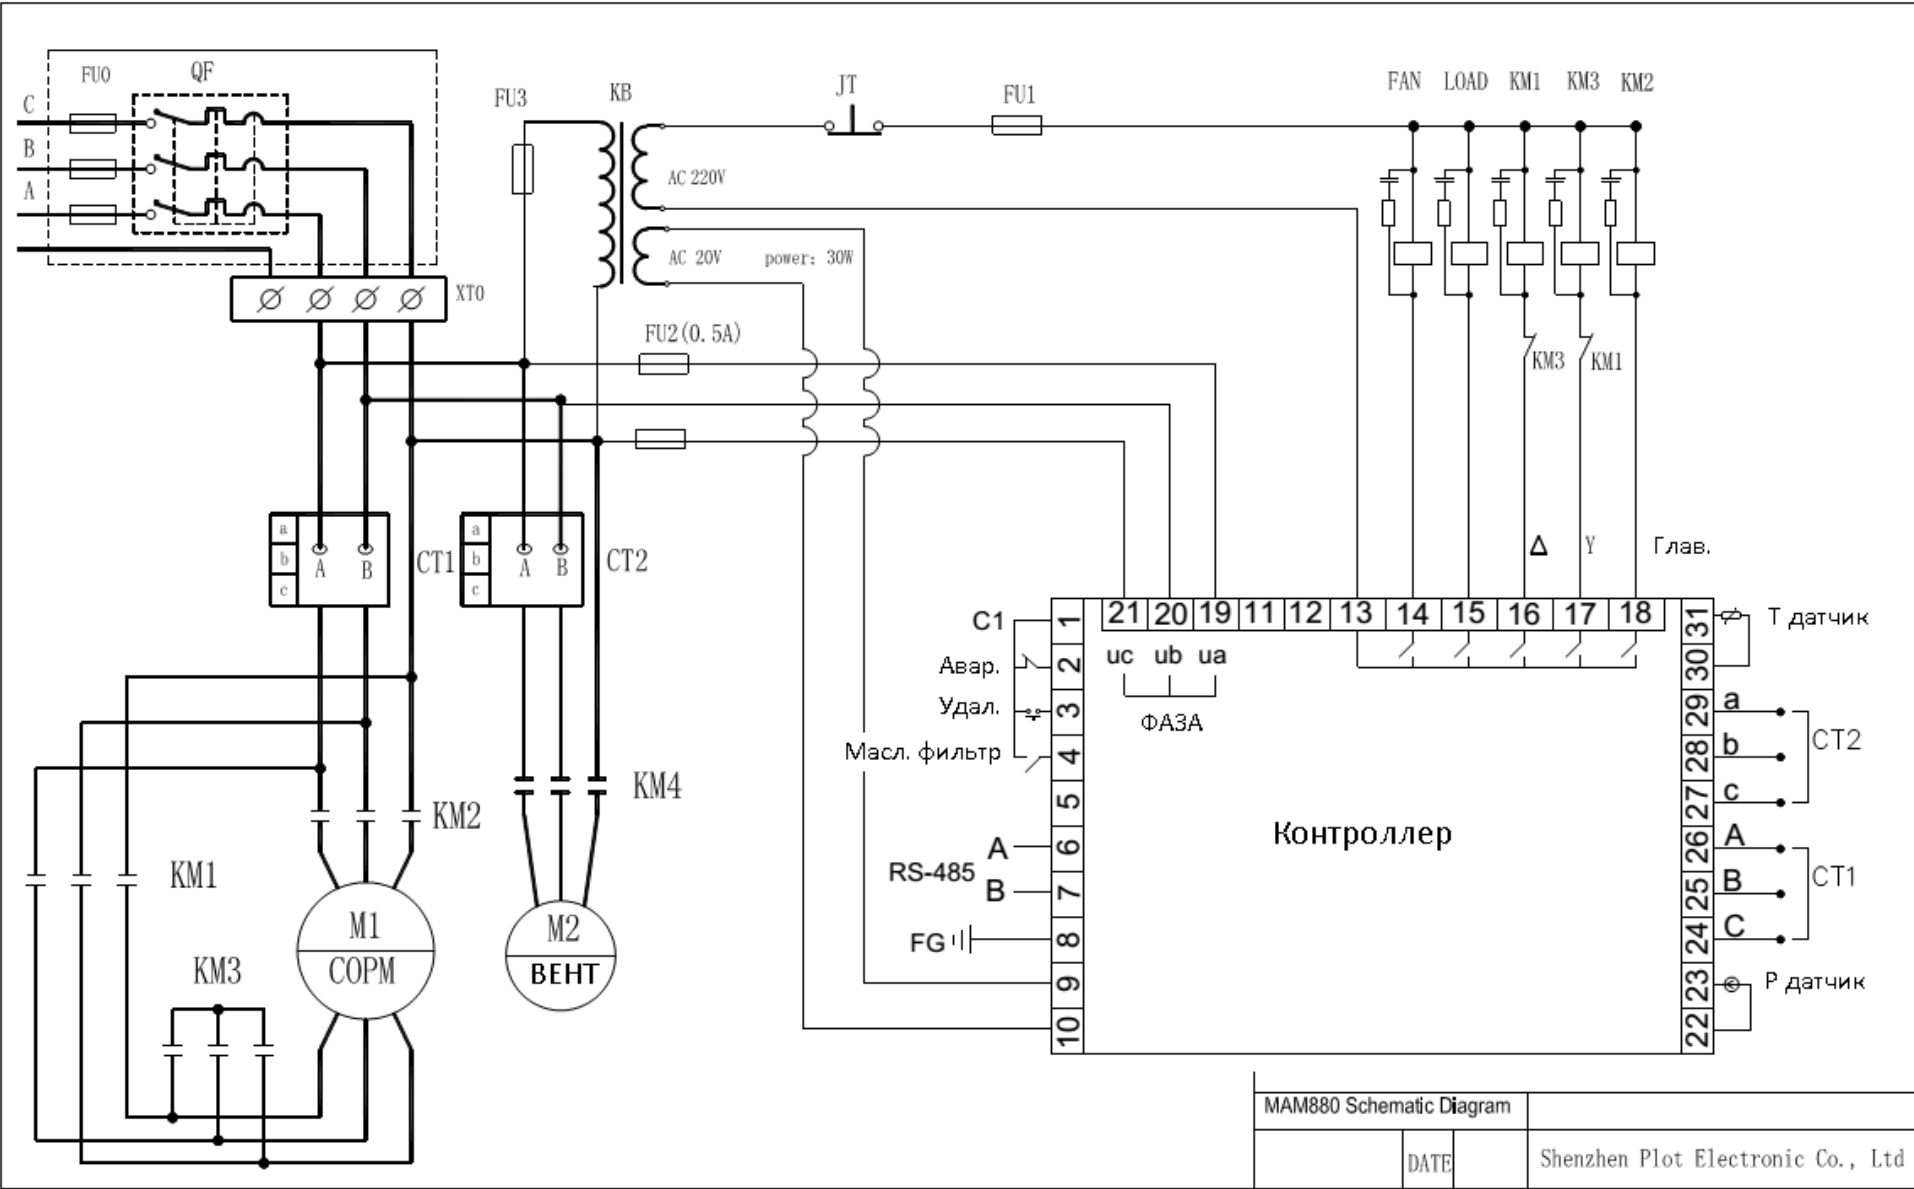 FU0
QF
C
B
A
XT0
FU3
KB
JT
FU1
FAN
LOAD
KM1
KM3
KM2
AC 220V
AC 20V
power: 30W
FU2(0.5A)
KM3
KM1
Δ
Y
Глав.
a
b
c
A
B
CT1
a
b
c
A
B
CT2
KM2
KM4
KM1
KM3
M1
COPM
M2
ВЕНТ
C1
Авар.
Удал.
Масл. фильтр
A
RS-485
B
FG
1
2
3
4
5
6
7
8
9
10
21
20
19
11
12
13
14
15
16
17
18
uc
ub
ua
ФАЗА
Контроллер
31
30
29
28
27
26
25
24
23
22
T датчик
a
b
c
CT2
A
B
C
CT1
P датчик
MAM880 Schematic Diagram
DATE
Shenzhen Plot Electronic Co., Ltd